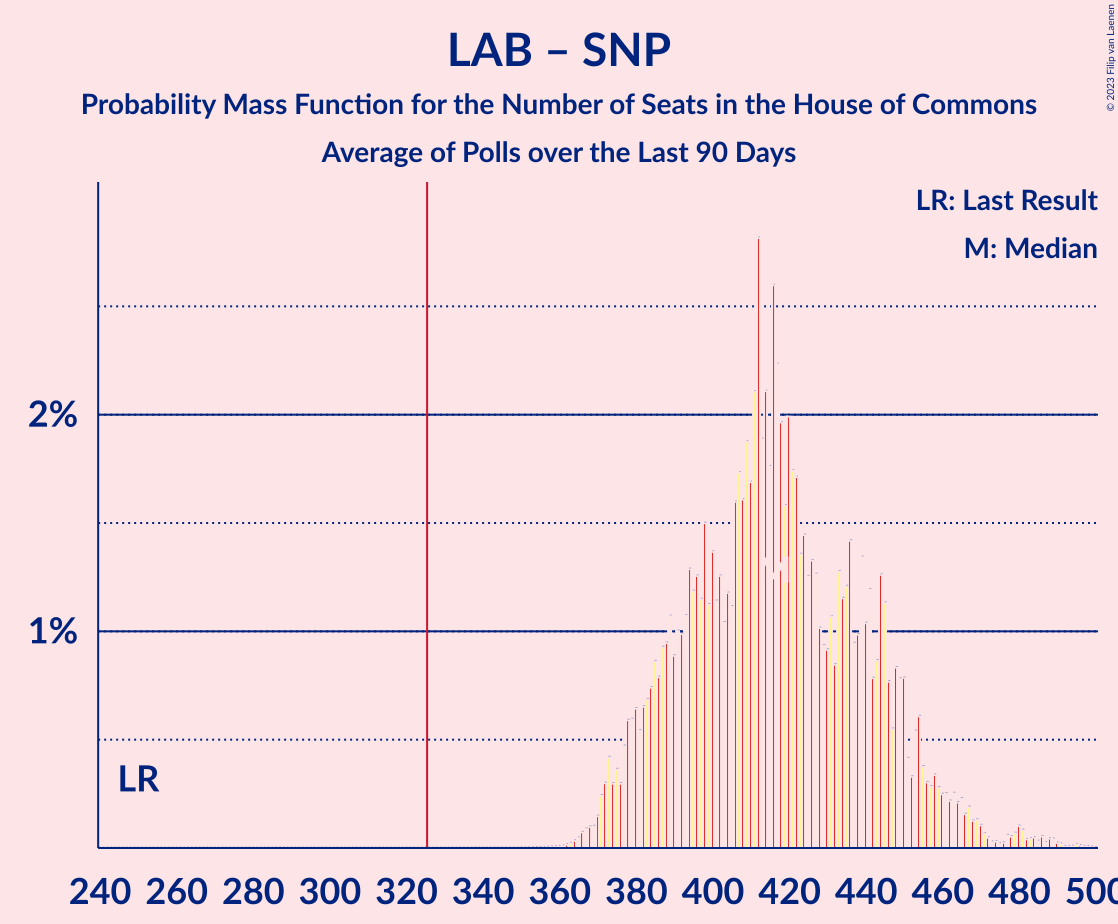 LAB – SNP
Probability Mass Function for the Number of Seats in the House of Commons
Average of Polls over the Last 90 Days
© 2023 Filip van Laenen
LR: Last Result
M: Median
2%
1%
LR
240 260 280 300 320 340 360 380 400 420 440 460 480 500